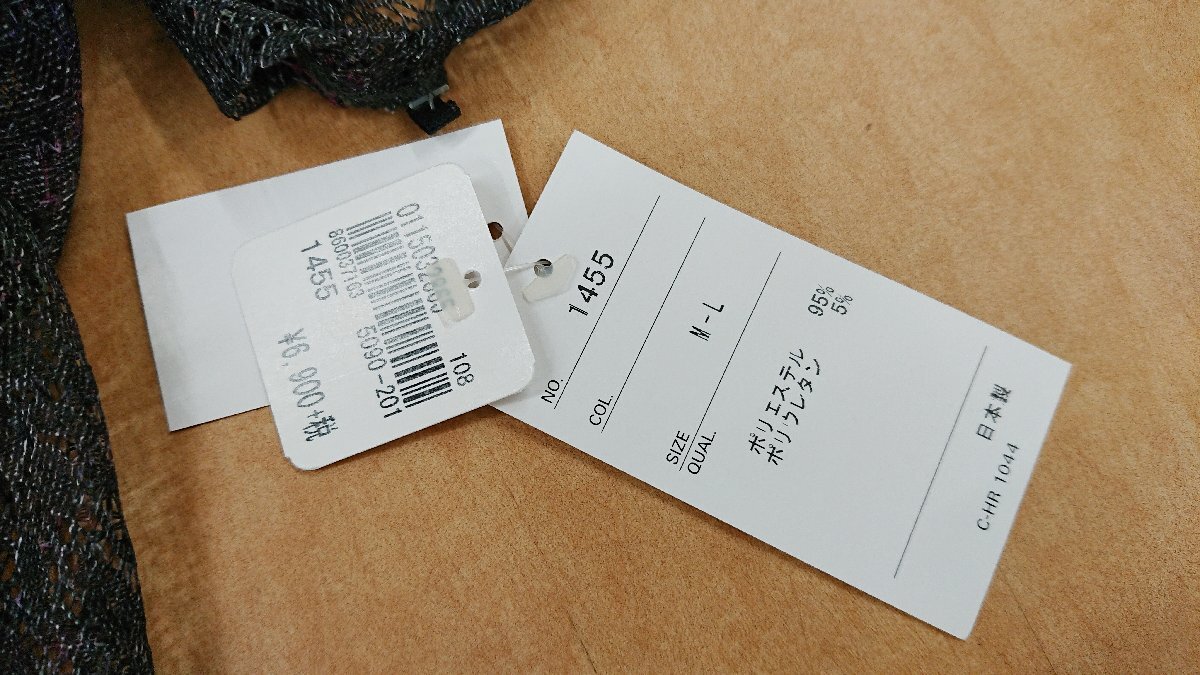 108
5090-201
860037103
1455
¥6,900+税
NO. 1455
COL.
SIZE M-L
QUAL.
ポリエステル 95%
ポリウレタン 5%
日本製
C-HR 1044